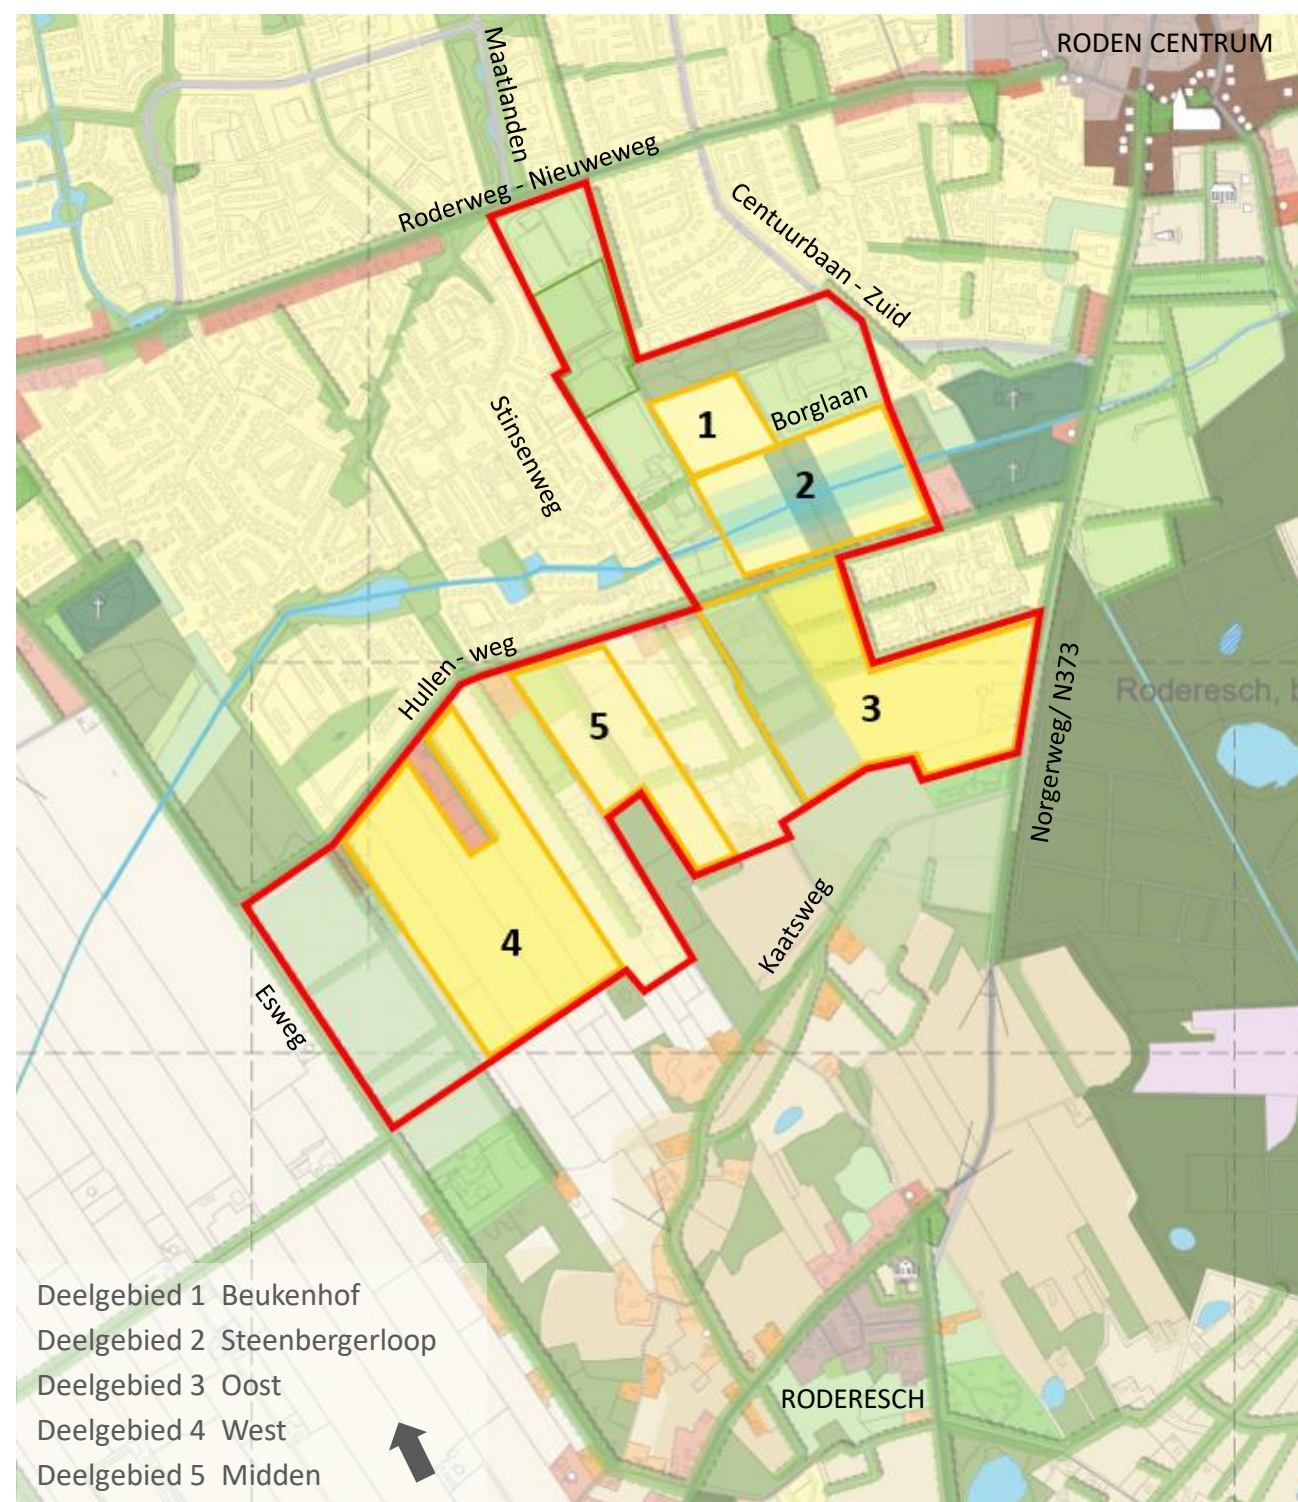 RODEN CENTRUM
Maatlanden
Roderweg - Nieuweweg
Centuurbaan - Zuid
Stinsenweg
1
Borglaan
2
Hullen - weg
5
3
Norgerweg/ N373
Roderesch, b
4
Kaatsweg
Esweg
RODERESCH
Deelgebied 1 Beukenhof
Deelgebied 2 Steenbergerloop
Deelgebied 3 Oost
Deelgebied 4 West
Deelgebied 5 Midden